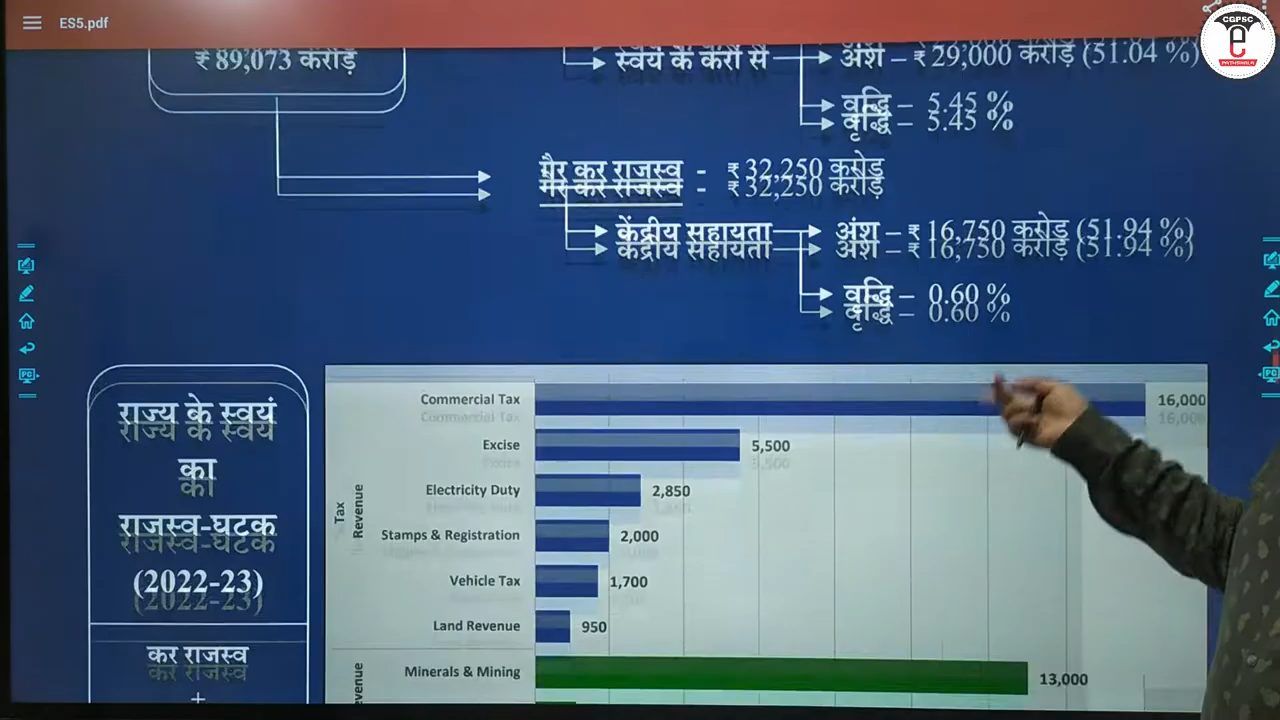 ES5.pdf
CGPSC
e
PATHSHALA
₹ 89,073 करोड़
स्वयं के करों से
अंश – ₹ 29,000 करोड़ (51.04 %)
वृद्धि – 5.45 %
गैर कर राजस्व - ₹ 32,250 करोड़
केंद्रीय सहायता
अंश – ₹ 16,750 करोड़ (51.94 %)
वृद्धि – 0.60 %
राज्य के स्वयं
का
राजस्व-घटक
(2022-23)
कर राजस्व
+
Tax
Revenue
Commercial Tax 16,000
Excise 5,500
Electricity Duty 2,850
Stamps & Registration 2,000
Vehicle Tax 1,700
Land Revenue 950
Minerals & Mining 13,000
PC
PC